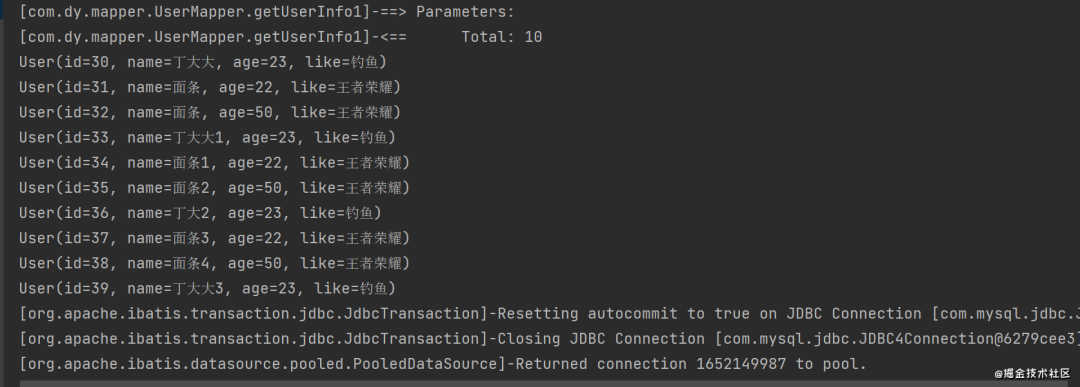 [com.dy.mapper.UserMapper.getUserInfo1]-==> Parameters:
[com.dy.mapper.UserMapper.getUserInfo1]-<==      Total: 10
User(id=30, name=丁大大, age=23, like=钓鱼)
User(id=31, name=面条, age=22, like=王者荣耀)
User(id=32, name=面条, age=50, like=王者荣耀)
User(id=33, name=丁大大1, age=23, like=钓鱼)
User(id=34, name=面条1, age=22, like=王者荣耀)
User(id=35, name=面条2, age=50, like=王者荣耀)
User(id=36, name=丁大2, age=23, like=钓鱼)
User(id=37, name=面条3, age=22, like=王者荣耀)
User(id=38, name=面条4, age=50, like=王者荣耀)
User(id=39, name=丁大大3, age=23, like=钓鱼)
[org.apache.ibatis.transaction.jdbc.JdbcTransaction]-Resetting autocommit to true on JDBC Connection [com.mysql.jdbc.J
[org.apache.ibatis.transaction.jdbc.JdbcTransaction]-Closing JDBC Connection [com.mysql.jdbc.JDBC4Connection@6279cee3]
[org.apache.ibatis.datasource.pooled.PooledDataSource]-Returned connection 1652149987 to pool.
@掘金技术社区